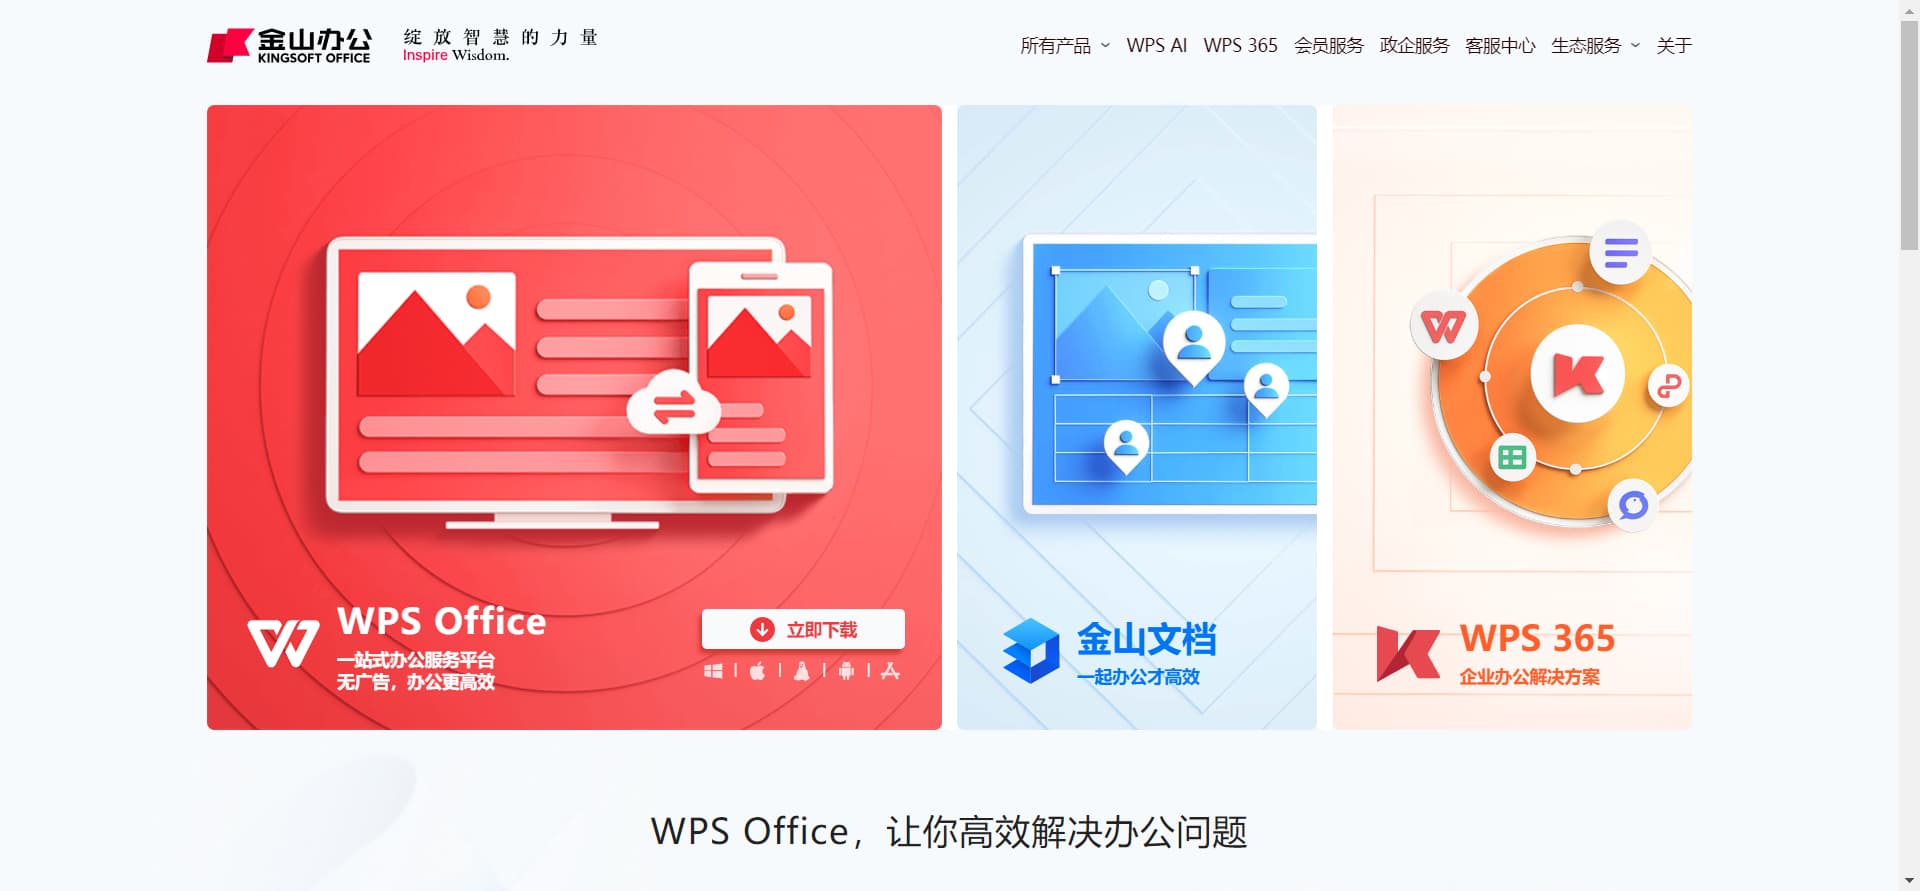 金山办公
KINGSOFT OFFICE
绽放智慧的力量
Inspire Wisdom.
所有产品 WPS AI WPS 365 会员服务 政企服务 客服中心 生态服务 关于
WPS Office
一站式办公服务平台
无广告，办公更高效
立即下载
金山文档
一起办公才高效
WPS 365
企业办公解决方案
WPS Office，让你高效解决办公问题